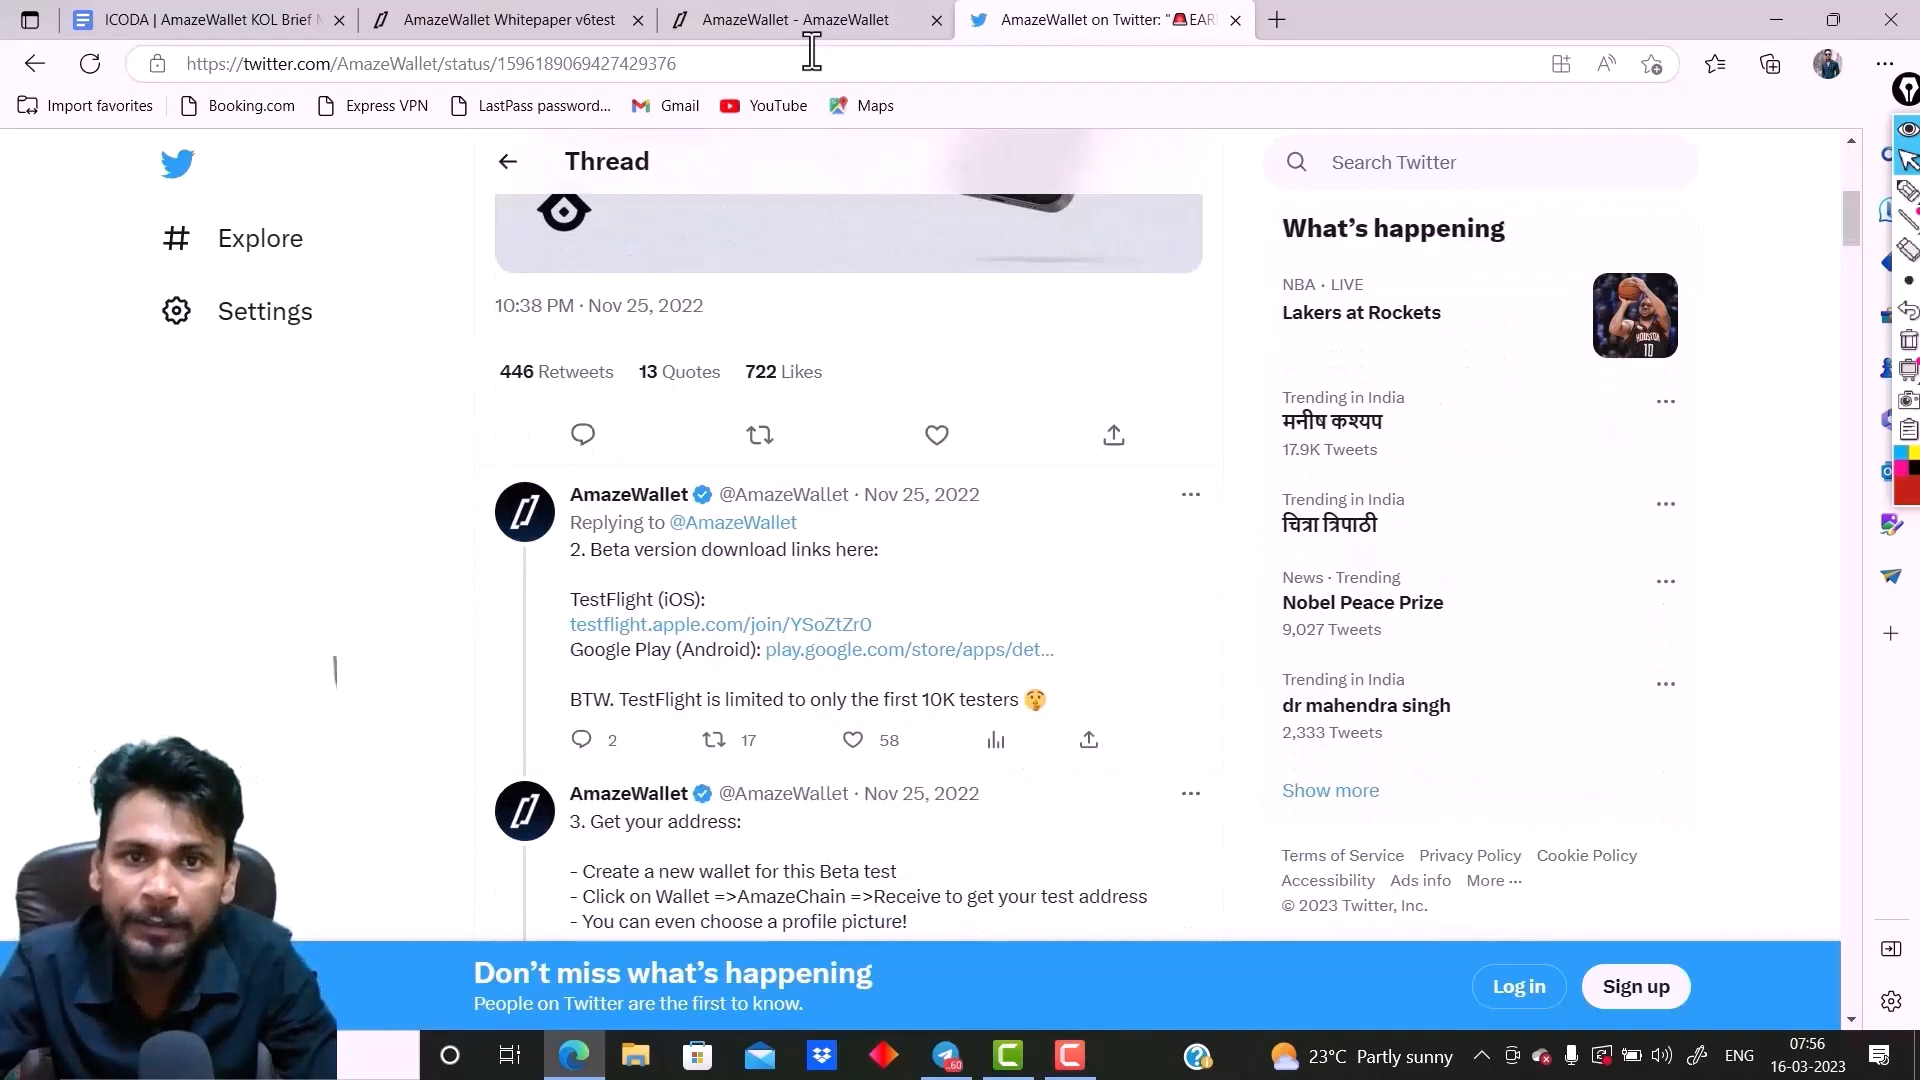 ICODA | AmazeWallet KOL Brief
AmazeWallet Whitepaper v6test
AmazeWallet - AmazeWallet
AmazeWallet on Twitter: "🚨EAR
https://twitter.com/AmazeWallet/status/1596189069427429376
Import favorites
Booking.com
Express VPN
LastPass password...
Gmail
YouTube
Maps
Explore
Settings
Thread
10:38 PM · Nov 25, 2022
446 Retweets 13 Quotes 722 Likes
AmazeWallet @AmazeWallet · Nov 25, 2022
Replying to @AmazeWallet
2. Beta version download links here:
TestFlight (iOS):
testflight.apple.com/join/YSoZtZr0
Google Play (Android): play.google.com/store/apps/det...
BTW. TestFlight is limited to only the first 10K testers 🤫
2 17 58
AmazeWallet @AmazeWallet · Nov 25, 2022
3. Get your address:
- Create a new wallet for this Beta test
- Click on Wallet =>AmazeChain =>Receive to get your test address
- You can even choose a profile picture!
Search Twitter
What's happening
NBA · LIVE
Lakers at Rockets
Trending in India
मनीष कश्यप
17.9K Tweets
Trending in India
चित्रा त्रिपाठी
News · Trending
Nobel Peace Prize
9,027 Tweets
Trending in India
dr mahendra singh
2,333 Tweets
Show more
Terms of Service Privacy Policy Cookie Policy
Accessibility Ads info More ···
© 2023 Twitter, Inc.
Don't miss what's happening
People on Twitter are the first to know.
Log in
Sign up
23°C Partly sunny
ENG
07:56
16-03-2023